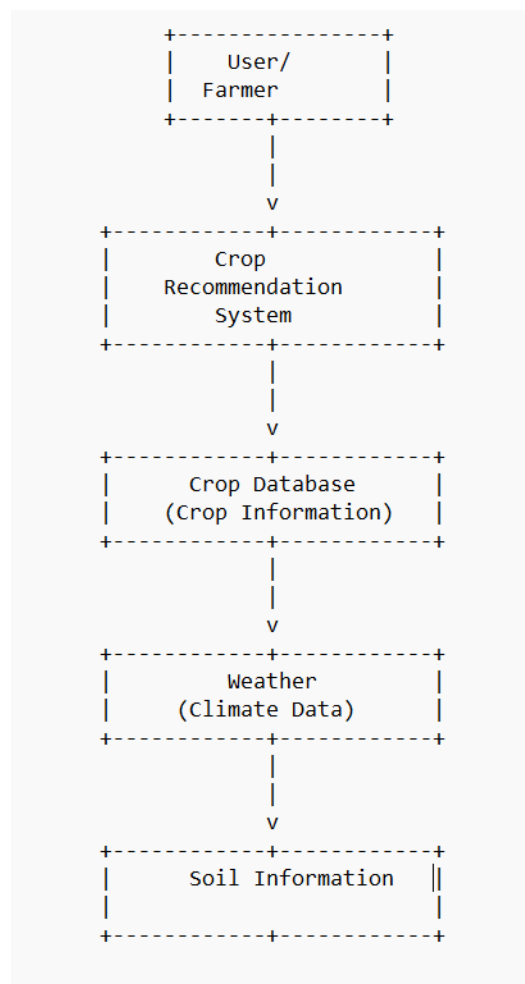 User/
Farmer
Crop
Recommendation
System
Crop Database
(Crop Information)
Weather
(Climate Data)
Soil Information